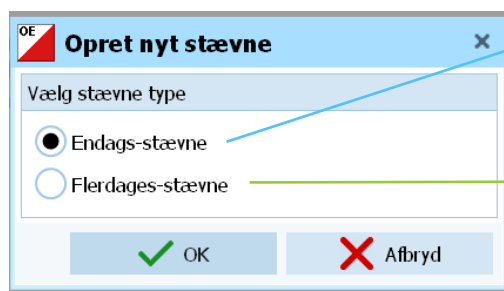 OE
Opret nyt stævne
Vælg stævne type
Endags-stævne
Flerdages-stævne
OK
Afbryd